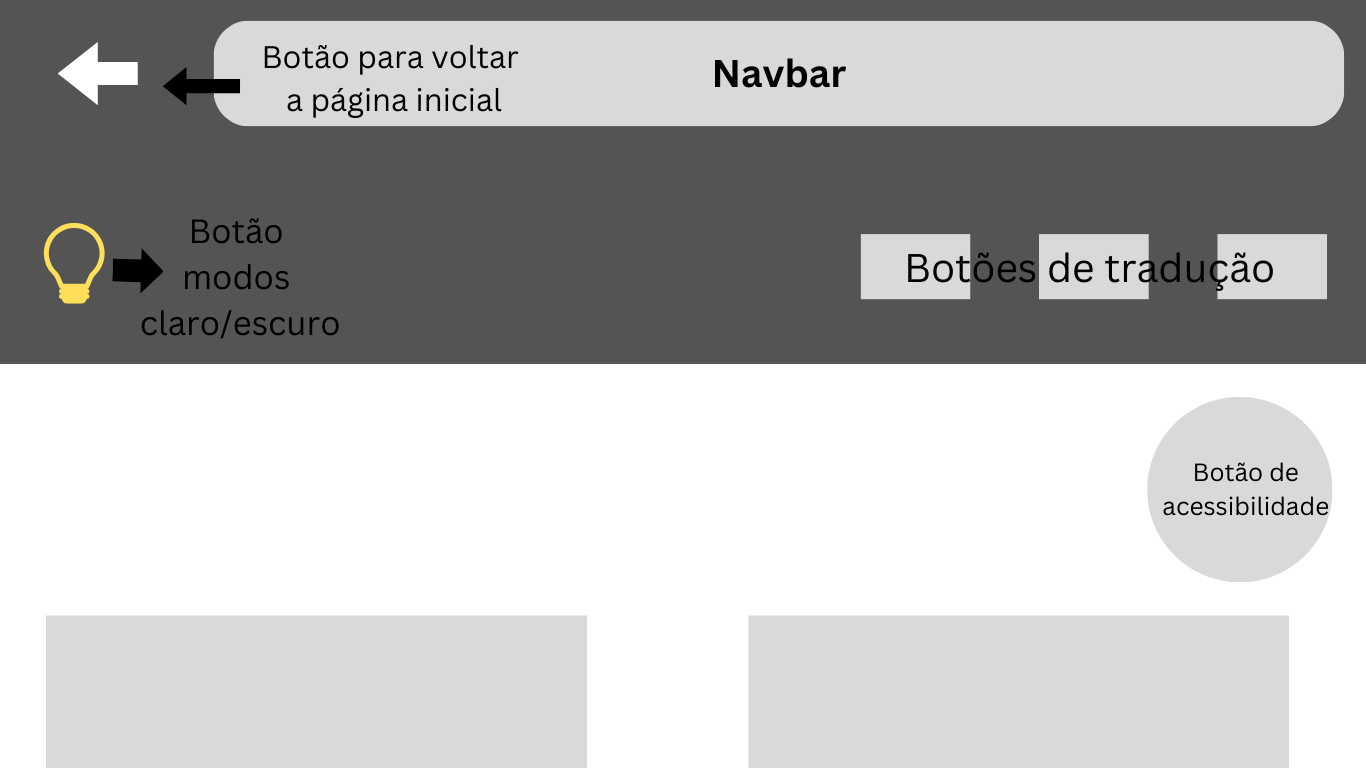 Botão para voltar
a página inicial
Navbar
Botão
modos
claro/escuro
Botões de tradução
Botão de
acessibilidade